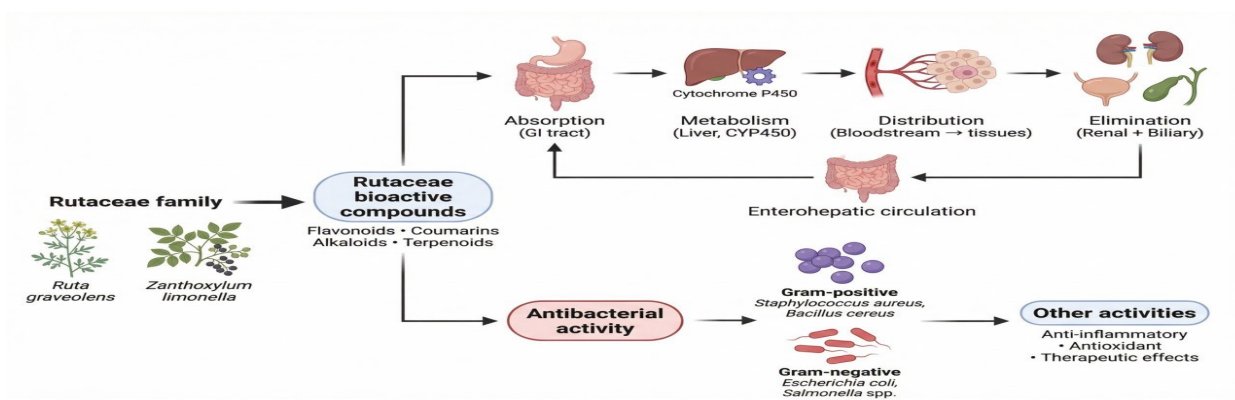 Cytochrome P450
Absorption
(GI tract)
Metabolism
(Liver, CYP450)
Distribution
(Bloodstream → tissues)
Elimination
(Renal + Biliary)
Enterohepatic circulation
Rutaceae family
Ruta
graveolens
Zanthoxylum
limonella
Rutaceae
bioactive
compounds
Flavonoids • Coumarins
Alkaloids • Terpenoids
Antibacterial
activity
Gram-positive
Staphylococcus aureus,
Bacillus cereus
Gram-negative
Escherichia coli,
Salmonella spp.
Other activities
Anti-inflammatory
• Antioxidant
• Therapeutic effects